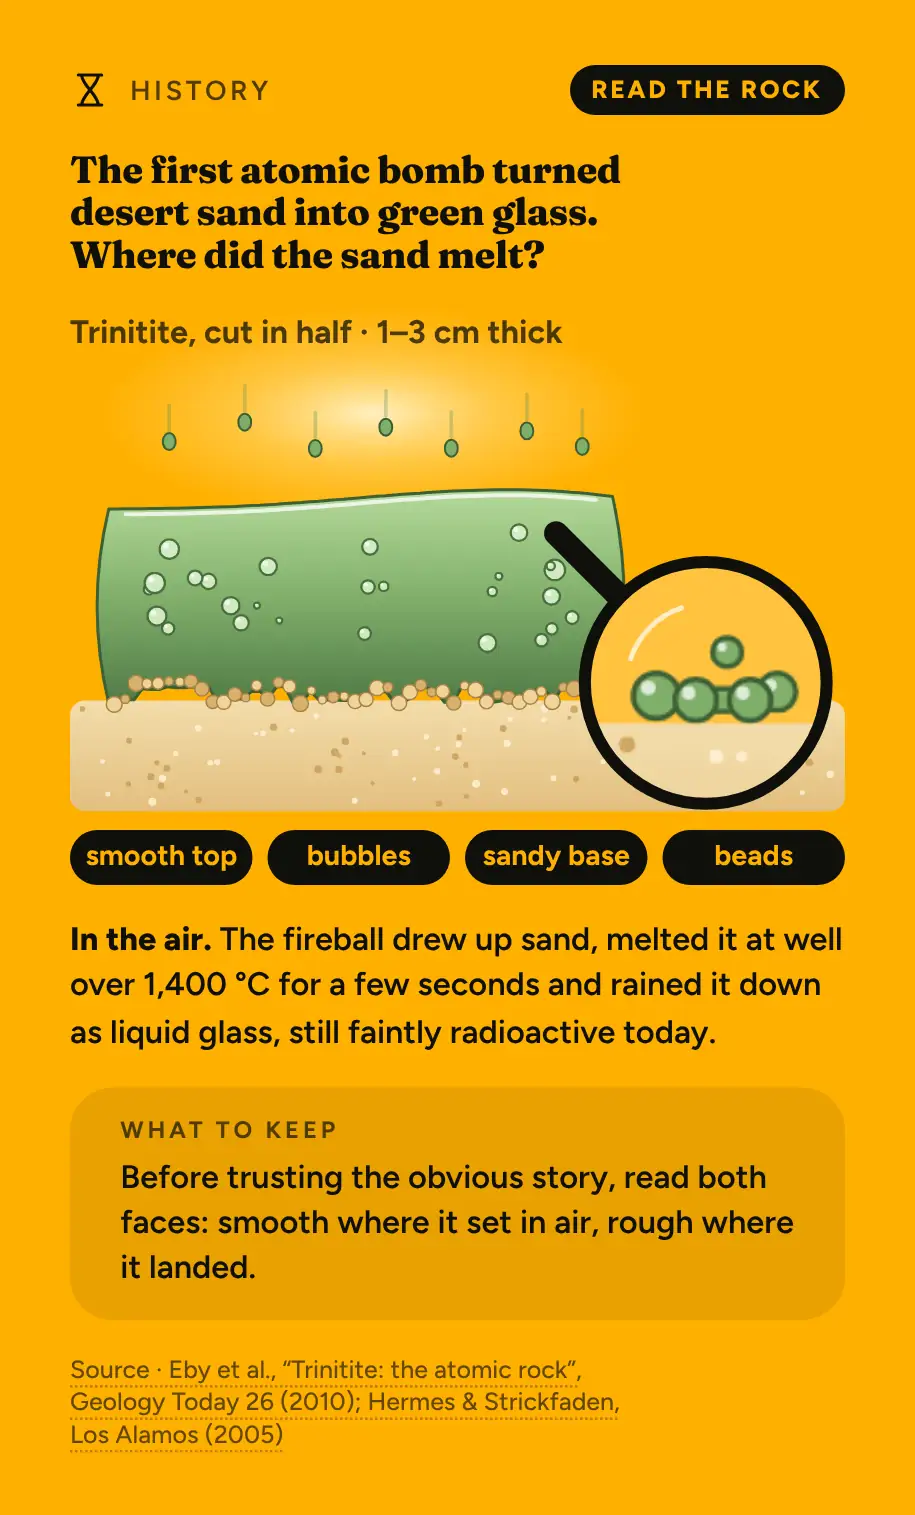 HISTORY
READ THE ROCK
The first atomic bomb turned
desert sand into green glass.
Where did the sand melt?
Trinitite, cut in half · 1–3 cm thick
smooth top
bubbles
sandy base
beads
In the air. The fireball drew up sand, melted it at well
over 1,400 °C for a few seconds and rained it down
as liquid glass, still faintly radioactive today.
WHAT TO KEEP
Before trusting the obvious story, read both
faces: smooth where it set in air, rough where
it landed.
Source · Eby et al., “Trinitite: the atomic rock”,
Geology Today 26 (2010); Hermes & Strickfaden,
Los Alamos (2005)